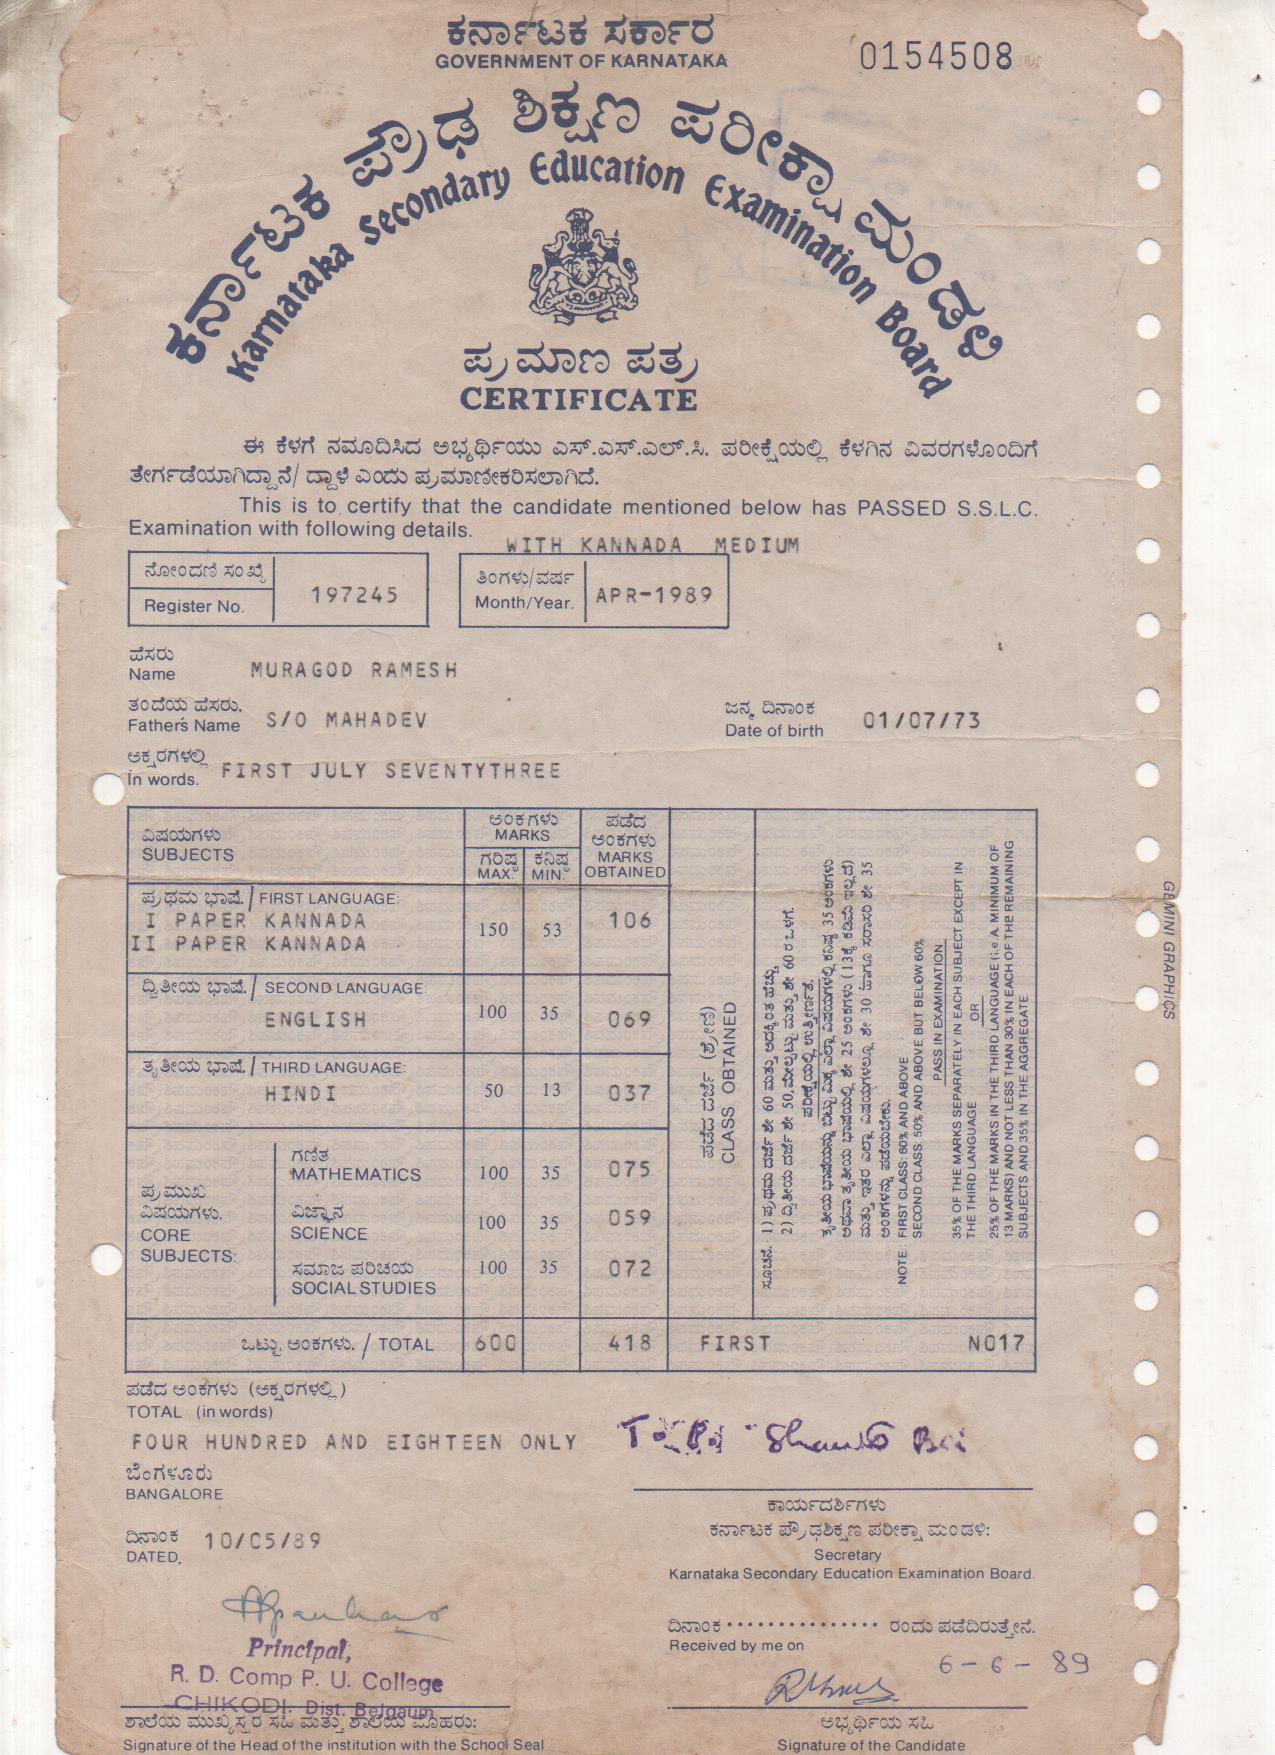 ಕರ್ನಾಟಕ ಸರ್ಕಾರ
GOVERNMENT OF KARNATAKA
0154508
ಕರ್ನಾಟಕ ಪ್ರೌಢ ಶಿಕ್ಷಣ ಪರೀಕ್ಷಾ ಮಂಡಳಿ
Karnataka Secondary Education Examination Board
ಪ್ರಮಾಣ ಪತ್ರ
CERTIFICATE
ಈ ಕೆಳಗೆ ನಮೂದಿಸಿದ ಅಭ್ಯರ್ಥಿಯು ಎಸ್.ಎಸ್.ಎಲ್.ಸಿ. ಪರೀಕ್ಷೆಯಲ್ಲಿ ಕೆಳಗಿನ ವಿವರಗಳೊಂದಿಗೆ
ತೇರ್ಗಡೆಯಾಗಿದ್ದಾನೆ/ ದ್ದಾಳೆ ಎಂದು ಪ್ರಮಾಣೀಕರಿಸಲಾಗಿದೆ.
This is to certify that the candidate mentioned below has PASSED S.S.L.C.
Examination with following details.
WITH KANNADA MEDIUM
ನೋಂದಣಿ ಸಂಖ್ಯೆ
Register No.
197245
ತಿಂಗಳು/ವರ್ಷ
Month/Year.
APR-1989
ಹೆಸರು
Name MURAGOD RAMESH
ತಂದೆಯ ಹೆಸರು.
Father's Name S/O MAHADEV
ಜನ್ಮ ದಿನಾಂಕ
Date of birth 01/07/73
ಅಕ್ಷರಗಳಲ್ಲಿ
In words. FIRST JULY SEVENTYTHREE
ವಿಷಯಗಳು
SUBJECTS
ಅಂಕಗಳು
MARKS
ಗರಿಷ್ಠ
MAX.
ಕನಿಷ್ಠ
MIN.
ಪಡೆದ
ಅಂಕಗಳು
MARKS
OBTAINED
ಪ್ರಥಮ ಭಾಷೆ. / FIRST LANGUAGE:
I PAPER KANNADA
II PAPER KANNADA
150 53 106
ದ್ವಿತೀಯ ಭಾಷೆ. / SECOND LANGUAGE:
ENGLISH 100 35 069
ತೃತೀಯ ಭಾಷೆ. / THIRD LANGUAGE:
HINDI 50 13 037
ಪ್ರಮುಖ
ವಿಷಯಗಳು.
CORE
SUBJECTS:
ಗಣಿತ
MATHEMATICS 100 35 075
ವಿಜ್ಞಾನ
SCIENCE 100 35 059
ಸಮಾಜ ಪರಿಚಯ
SOCIAL STUDIES 100 35 072
ಒಟ್ಟು ಅಂಕಗಳು. / TOTAL 600 418 FIRST N017
ಪಡೆದ ದರ್ಜೆ (ಶ್ರೇಣಿ)
CLASS OBTAINED
ಸೂಚನೆ. 1) ಪ್ರಥಮ ದರ್ಜೆ ಶೇ 60 ಮತ್ತು ಅದಕ್ಕಿಂತ ಹೆಚ್ಚು
2) ದ್ವಿತೀಯ ದರ್ಜೆ ಶೇ 50, ಮೇಲ್ಪಟ್ಟು ಮತ್ತು ಶೇ 60 ರ ಒಳಗೆ.
ಪರೀಕ್ಷೆಯಲ್ಲಿ ಉತ್ತೀರ್ಣತೆ.
ತೃತೀಯ ಭಾಷೆಯನ್ನು ಬಿಟ್ಟು ಮಿಕ್ಕ ಎಲ್ಲಾ ವಿಷಯಗಳಲ್ಲಿ ಕನಿಷ್ಠ 35 ಅಂಕಗಳು
ಅಥವಾ ತೃತೀಯ ಭಾಷೆಯಲ್ಲಿ ಶೇ 25 ಅಂಕಗಳು (13ಕ್ಕೆ ಕಡಿಮೆ ಇಲ್ಲದೆ)
ಮತ್ತು ಇತರ ಎಲ್ಲಾ ವಿಷಯಗಳಲ್ಲೂ ಶೇ 30 ಹಾಗೂ ಸರಾಸರಿ ಶೇ 35
ಅಂಕಗಳನ್ನು ಪಡೆಯಬೇಕು.
NOTE: FIRST CLASS: 60% AND ABOVE
SECOND CLASS: 50% AND ABOVE BUT BELOW 60%
PASS IN EXAMINATION
35% OF THE MARKS SEPARATELY IN EACH SUBJECT EXCEPT IN
THE THIRD LANGUAGE
OR
25% OF THE MARKS IN THE THIRD LANGUAGE (i.e A. MINIMUM OF
13 MARKS) AND NOT LESS THAN 30% IN EACH OF THE REMAINING
SUBJECTS AND 35% IN THE AGGREGATE
GEMINI GRAPHICS
ಪಡೆದ ಅಂಕಗಳು (ಅಕ್ಷರಗಳಲ್ಲಿ)
TOTAL (in words)
FOUR HUNDRED AND EIGHTEEN ONLY
ಬೆಂಗಳೂರು
BANGALORE
ಕಾರ್ಯದರ್ಶಿಗಳು
ಕರ್ನಾಟಕ ಪ್ರೌಢಶಿಕ್ಷಣ ಪರೀಕ್ಷಾ ಮಂಡಳಿ:
Secretary
Karnataka Secondary Education Examination Board.
ದಿನಾಂಕ
DATED. 10/C5/89
Principal,
R. D. Comp P. U. College
CHIKODI. Dist. Belgaum
ದಿನಾಂಕ ................ ರಂದು ಪಡೆದಿರುತ್ತೇನೆ.
Received by me on
6-6-89
ಶಾಲೆಯ ಮುಖ್ಯಸ್ಥರ ಸಹಿ ಮತ್ತು ಶಾಲೆಯ ಮೊಹರು:
Signature of the Head of the institution with the School Seal
ಅಭ್ಯರ್ಥಿಯ ಸಹಿ
Signature of the Candidate